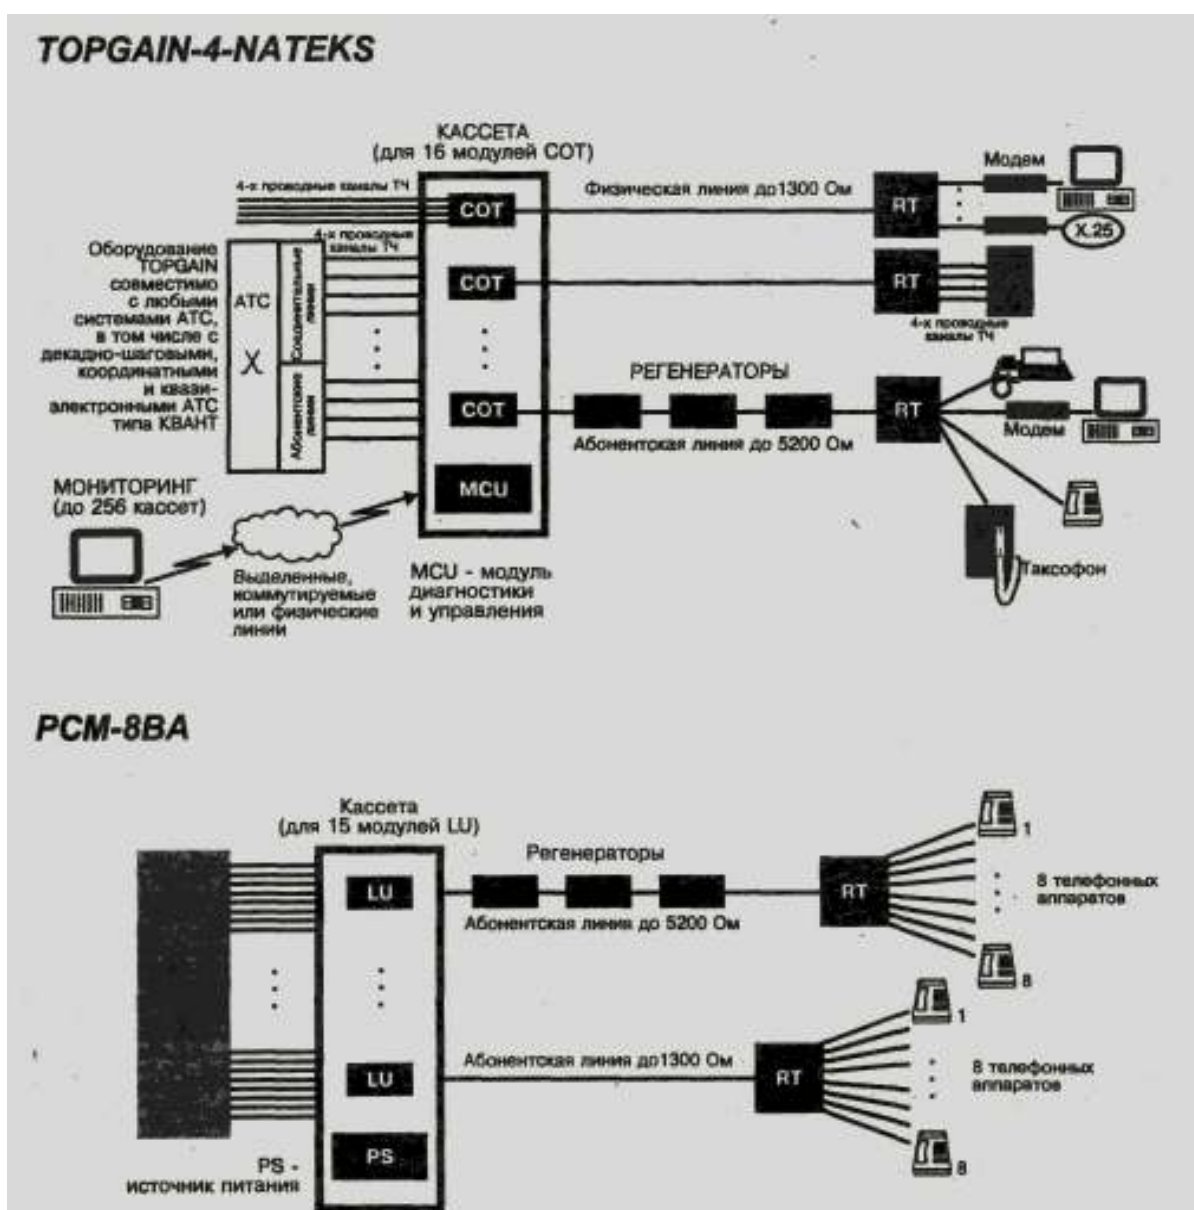 TOPGAIN-4-NATEKS
КАССЕТА
(для 16 модулей СОТ)
4-х проводные каналы ТЧ
СОТ
Физическая линия до1300 Ом
RT
Модем
X.25
Оборудование
TOPGAIN
совместимо
с любыми
системами АТС,
в том числе с
декадно-шаговыми,
координатными
и квази-
электронными АТС
типа КВАНТ
АТС
X
Соединительные
линии
Абонентские
линии
4-х проводные
каналы ТЧ
СОТ
RT
4-х проводные
каналы ТЧ
СОТ
РЕГЕНЕРАТОРЫ
Абонентская линия до 5200 Ом
RT
Модем
Таксофон
MCU
МОНИТОРИНГ
(до 256 кассет)
Выделенные,
коммутируемые
или физические
линии
MCU - модуль
диагностики
и управления
PCM-8BA
Кассета
(для 15 модулей LU)
LU
Регенераторы
Абонентская линия до 5200 Ом
RT
1
8 телефонных
аппаратов
8
LU
Абонентская линия до1300 Ом
RT
1
8 телефонных
аппаратов
8
PS
PS -
источник питания